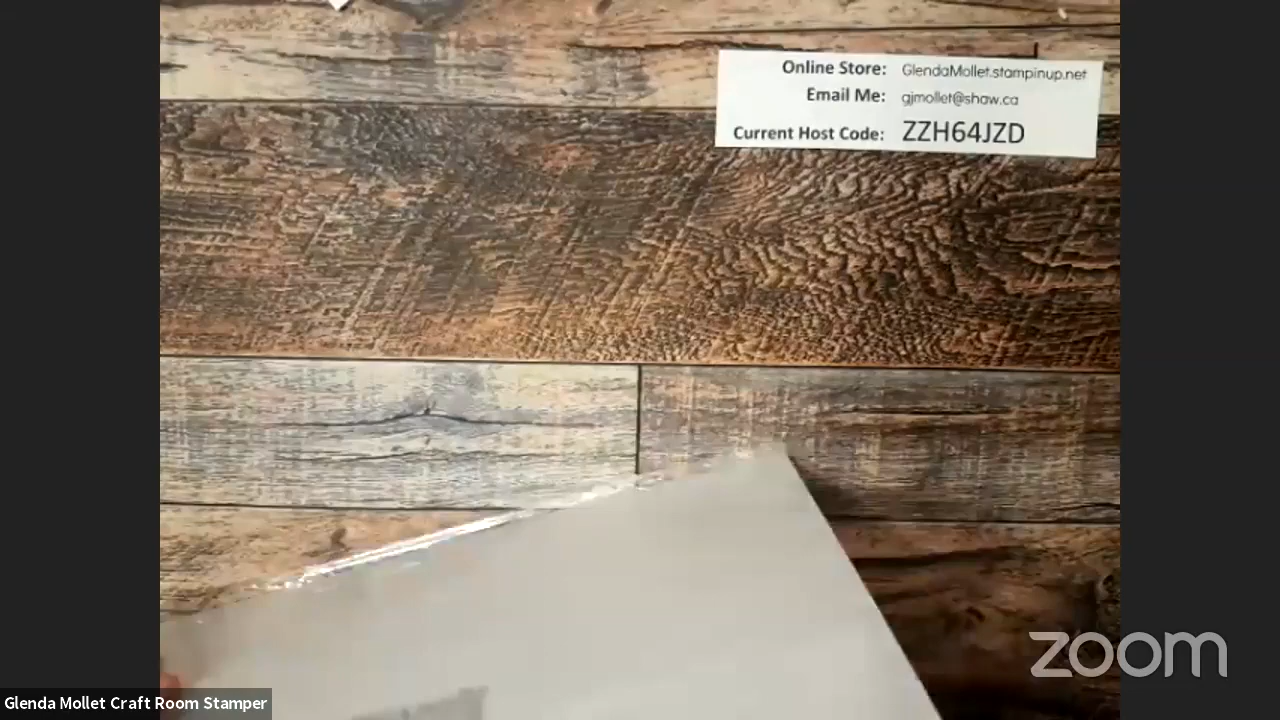 Online Store: GlendaMollet.stampinup.net
Email Me: gjmollet@shaw.ca
Current Host Code: ZZH64JZD
zoom
Glenda Mollet Craft Room Stamper